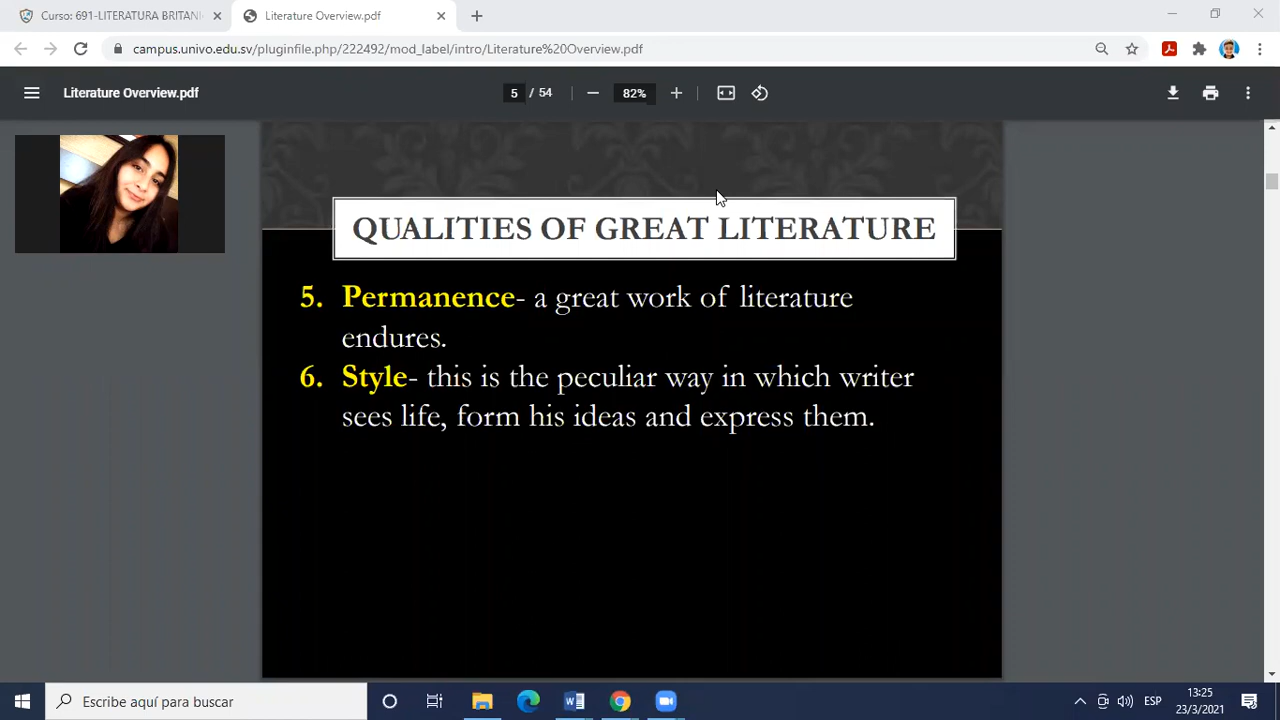 Curso: 691-LITERATURA BRITANI
Literature Overview.pdf
campus.univo.edu.sv/pluginfile.php/222492/mod_label/intro/Literature%20Overview.pdf
Literature Overview.pdf
5 / 54
82%
QUALITIES OF GREAT LITERATURE
5. Permanence- a great work of literature
endures.
6. Style- this is the peculiar way in which writer
sees life, form his ideas and express them.
Escribe aquí para buscar
ESP
13:25
23/3/2021